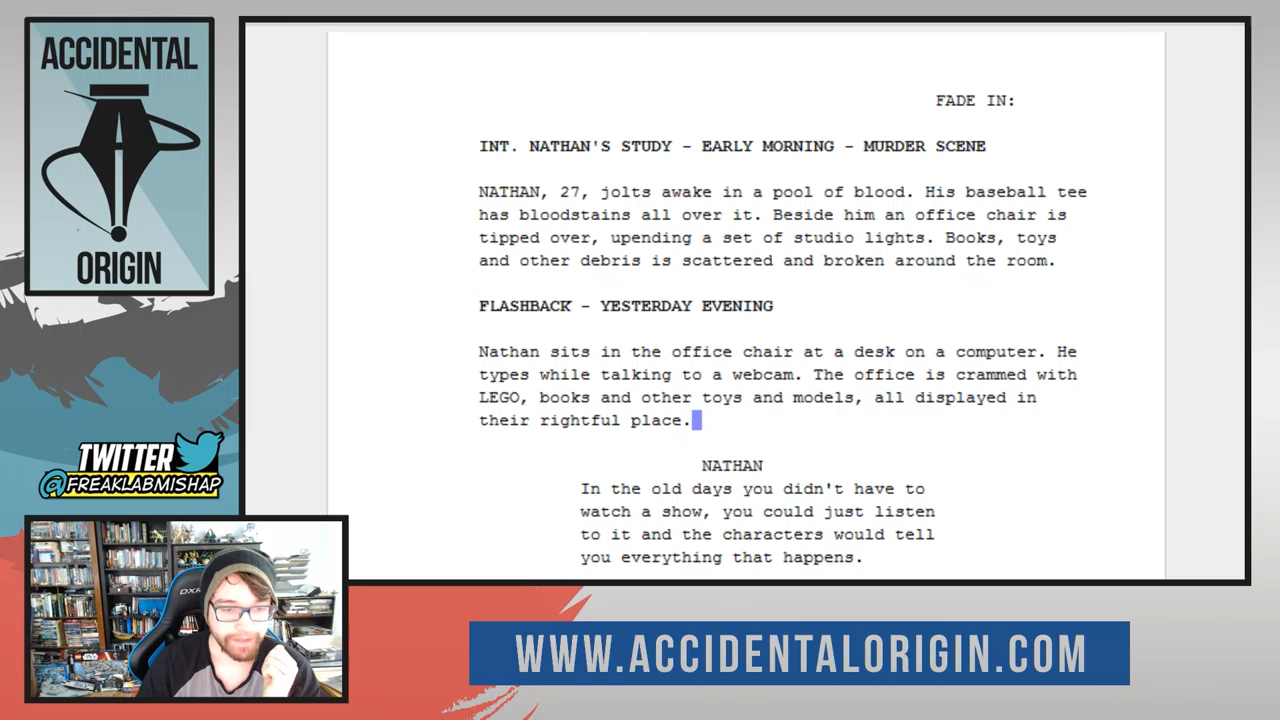 ACCIDENTAL
ORIGIN
FADE IN:
INT. NATHAN'S STUDY – EARLY MORNING – MURDER SCENE
NATHAN, 27, jolts awake in a pool of blood. His baseball tee
has bloodstains all over it. Beside him an office chair is
tipped over, upending a set of studio lights. Books, toys
and other debris is scattered and broken around the room.
FLASHBACK – YESTERDAY EVENING
Nathan sits in the office chair at a desk on a computer. He
types while talking to a webcam. The office is crammed with
LEGO, books and other toys and models, all displayed in
their rightful place.
NATHAN
In the old days you didn't have to
watch a show, you could just listen
to it and the characters would tell
you everything that happens.
TWITTER
@FREAKLABMISHAP
WWW.ACCIDENTALORIGIN.COM